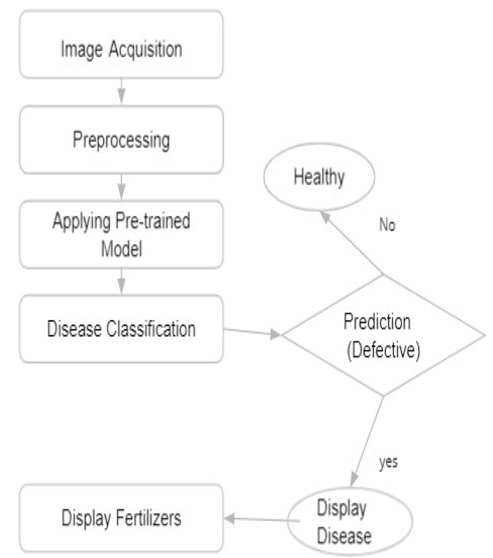 Image Acquisition
Preprocessing
Healthy
No
Applying Pre-trained
Model
Disease Classification
Prediction
(Defective)
yes
Display Fertilizers
Display
Disease